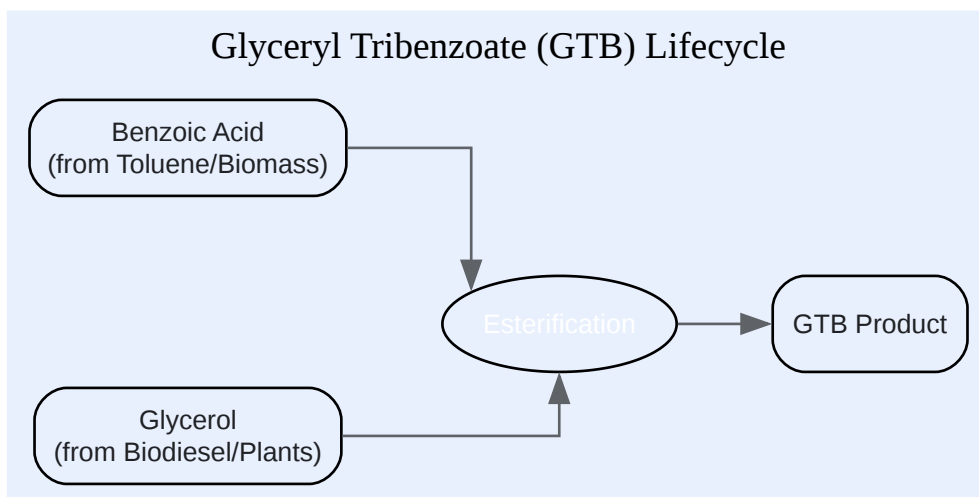 Glyceryl Tribenzoate (GTB) Lifecycle
Benzoic Acid
(from Toluene/Biomass)
Esterification
GTB Product
Glycerol
(from Biodiesel/Plants)